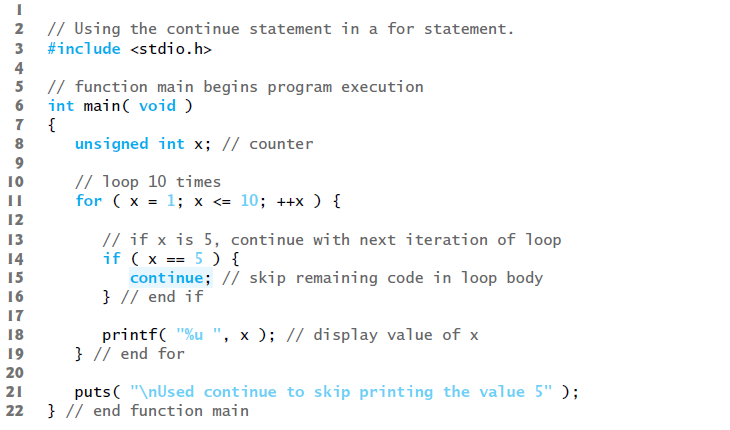 1
2 // Using the continue statement in a for statement.
3 #include <stdio.h>
4
5 // function main begins program execution
6 int main( void )
7 {
8    unsigned int x; // counter
9
10    // loop 10 times
11    for ( x = 1; x <= 10; ++x ) {
12
13       // if x is 5, continue with next iteration of loop
14       if ( x == 5 ) {
15          continue; // skip remaining code in loop body
16       } // end if
17
18       printf( "%u ", x ); // display value of x
19    } // end for
20
21    puts( "\nUsed continue to skip printing the value 5" );
22 } // end function main